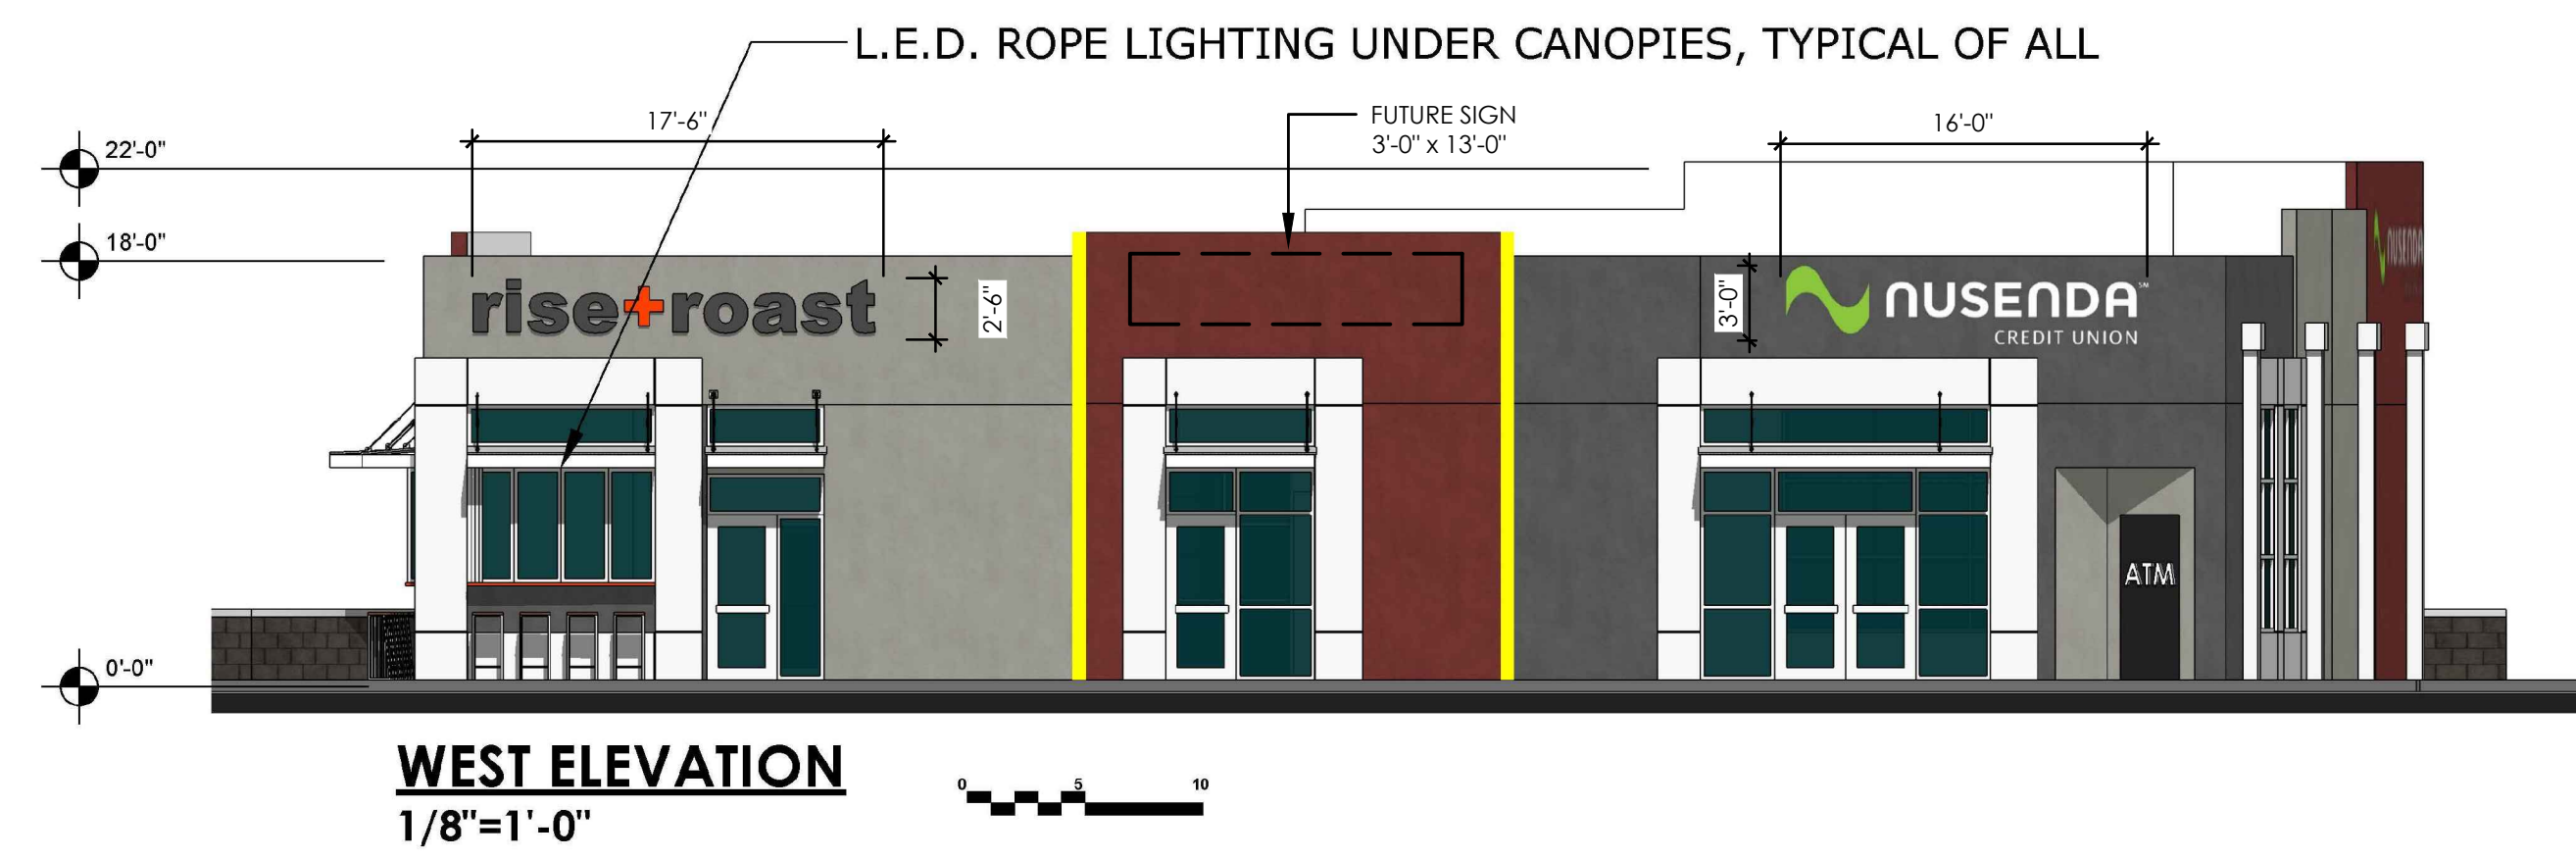 L.E.D. ROPE LIGHTING UNDER CANOPIES, TYPICAL OF ALL
17'-6"
FUTURE SIGN
3'-0" x 13'-0"
16'-0"
22'-0"
18'-0"
rise+roast
2'-6"
3'-0"
NUSENDA℠
CREDIT UNION
NUSENDA
ATM
0'-0"
WEST ELEVATION
1/8"=1'-0"
0 5 10